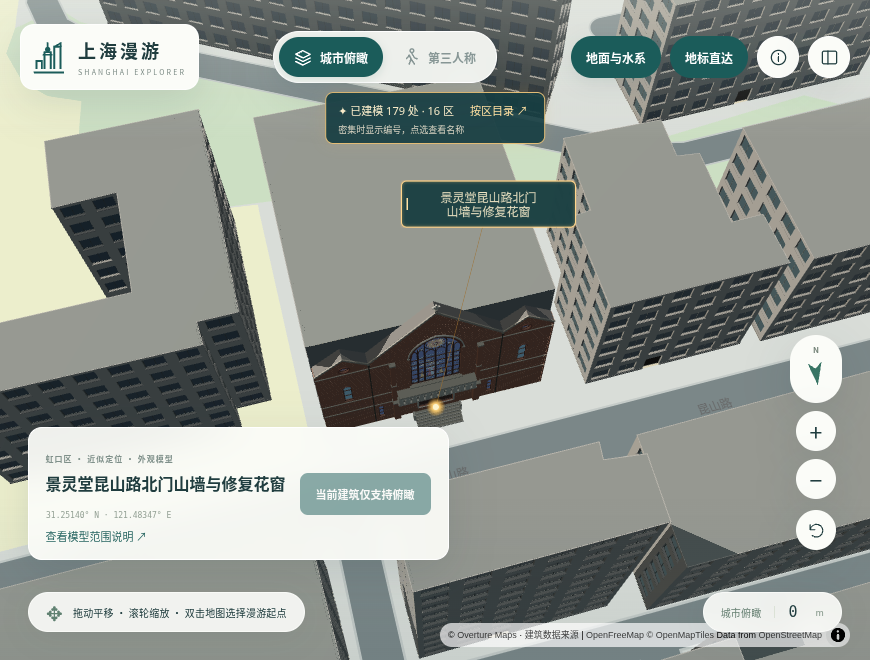 上海漫游
SHANGHAI EXPLORER
城市俯瞰
第三人称
地面与水系
地标直达
✦ 已建模 179 处 · 16 区 按区目录 ↗
密集时显示编号，点选查看名称
景灵堂昆山路北门
山墙与修复花窗
N
昆山路
虹口区 · 近似定位 · 外观模型
景灵堂昆山路北门山墙与修复花窗
当前建筑仅支持俯瞰
31.25140° N · 121.48347° E
查看模型范围说明 ↗
拖动平移 · 滚轮缩放 · 双击地图选择漫游起点
城市俯瞰 0 m
© Overture Maps · 建筑数据来源 | OpenFreeMap © OpenMapTiles Data from OpenStreetMap